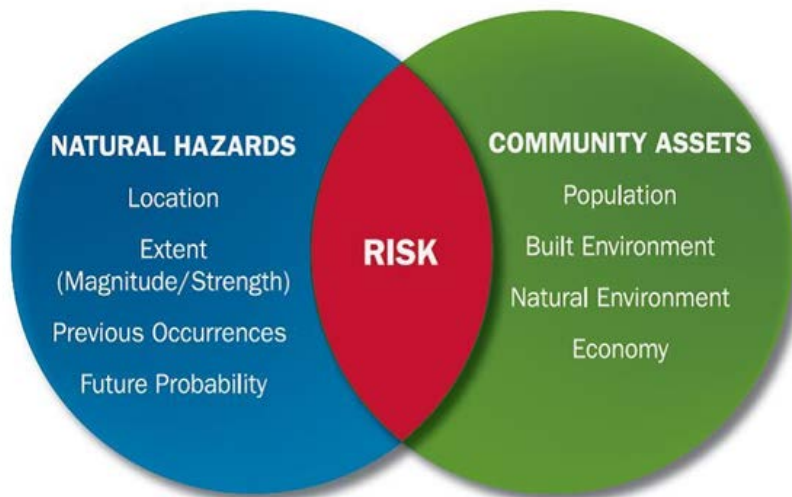 NATURAL HAZARDS
Location
Extent
(Magnitude/Strength)
Previous Occurrences
Future Probability
RISK
COMMUNITY ASSETS
Population
Built Environment
Natural Environment
Economy